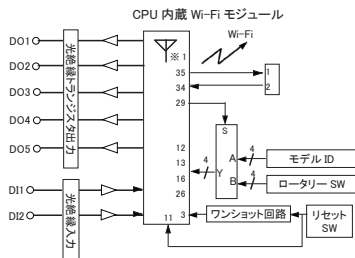 CPU 内蔵 Wi-Fi モジュール
Wi-Fi
※ 1
DO1
DO2
DO3
DO4
DO5
光絶縁トランジスタ出力
35
34
29
1
2
S
12
13
16
26
4
Y
A
B
4
4
モデル ID
ロータリー SW
DI1
DI2
光絶縁入力
11
3
ワンショット回路
リセット
SW